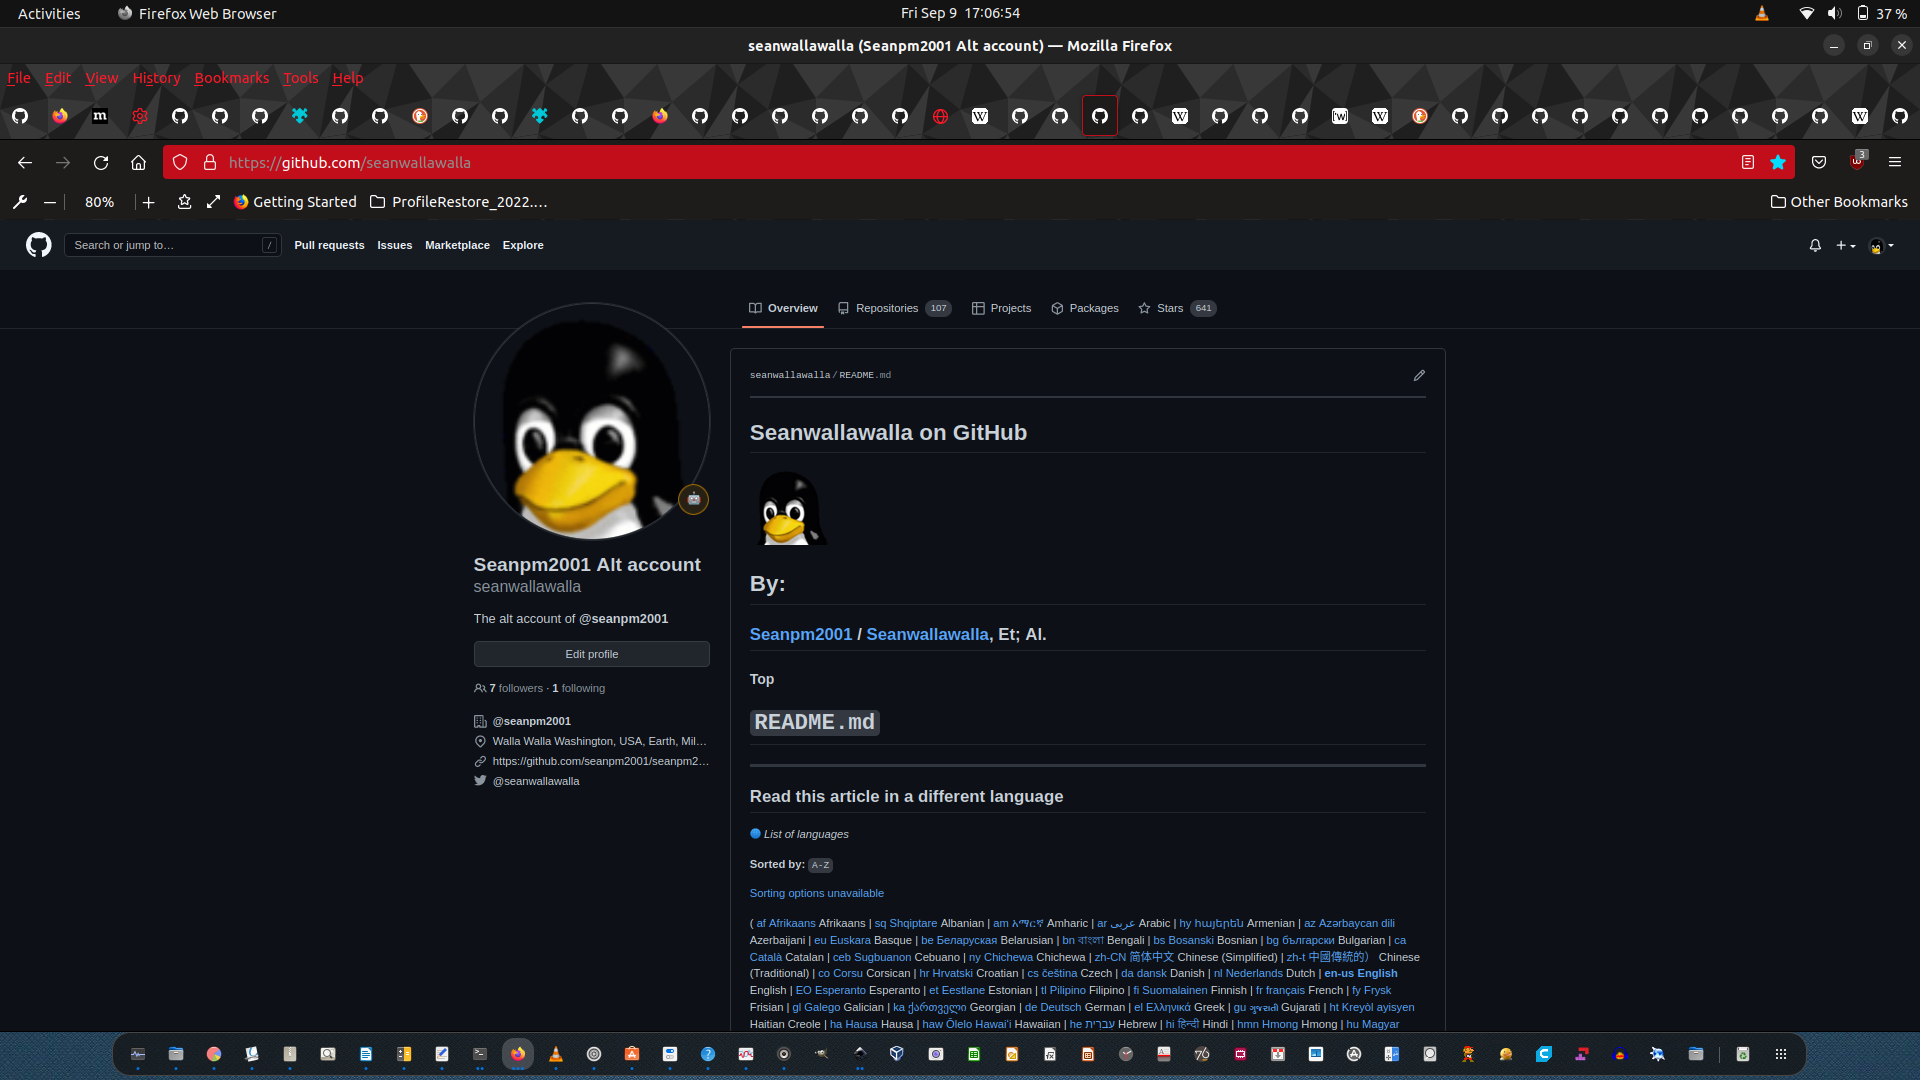 Activities Firefox Web Browser Fri Sep 9 17:06:54 37 %
seanwallawalla (Seanpm2001 Alt account) — Mozilla Firefox
File Edit View History Bookmarks Tools Help
https://github.com/seanwallawalla 3
80% Getting Started ProfileRestore_2022.… Other Bookmarks
Search or jump to… / Pull requests Issues Marketplace Explore
Overview Repositories 107 Projects Packages Stars 641
seanwallawalla/README.md
Seanwallawalla on GitHub
Seanpm2001 Alt account
seanwallawalla
The alt account of @seanpm2001
Edit profile
7 followers · 1 following
@seanpm2001
Walla Walla Washington, USA, Earth, Mil…
https://github.com/seanpm2001/seanpm2…
@seanwallawalla
By:
Seanpm2001 / Seanwallawalla, Et; Al.
Top
README.md
Read this article in a different language
List of languages
Sorted by: A-Z
Sorting options unavailable
( af Afrikaans Afrikaans | sq Shqiptare Albanian | am አማርኛ Amharic | ar عربى Arabic | hy հայերեն Armenian | az Azərbaycan dili
Azerbaijani | eu Euskara Basque | be Беларуская Belarusian | bn বাংলা Bengali | bs Bosanski Bosnian | bg български Bulgarian | ca
Català Catalan | ceb Sugbuanon Cebuano | ny Chichewa Chichewa | zh-CN 简体中文 Chinese (Simplified) | zh-t 中國傳統的） Chinese
(Traditional) | co Corsu Corsican | hr Hrvatski Croatian | cs čeština Czech | da dansk Danish | nl Nederlands Dutch | en-us English
English | EO Esperanto Esperanto | et Eestlane Estonian | tl Pilipino Filipino | fi Suomalainen Finnish | fr français French | fy Frysk
Frisian | gl Galego Galician | ka ქართველი Georgian | de Deutsch German | el Ελληνικά Greek | gu ગુજરાતી Gujarati | ht Kreyòl ayisyen
Haitian Creole | ha Hausa Hausa | haw Ōlelo Hawaiʻi Hawaiian | he עִברִית Hebrew | hi हिन्दी Hindi | hmn Hmong Hmong | hu Magyar